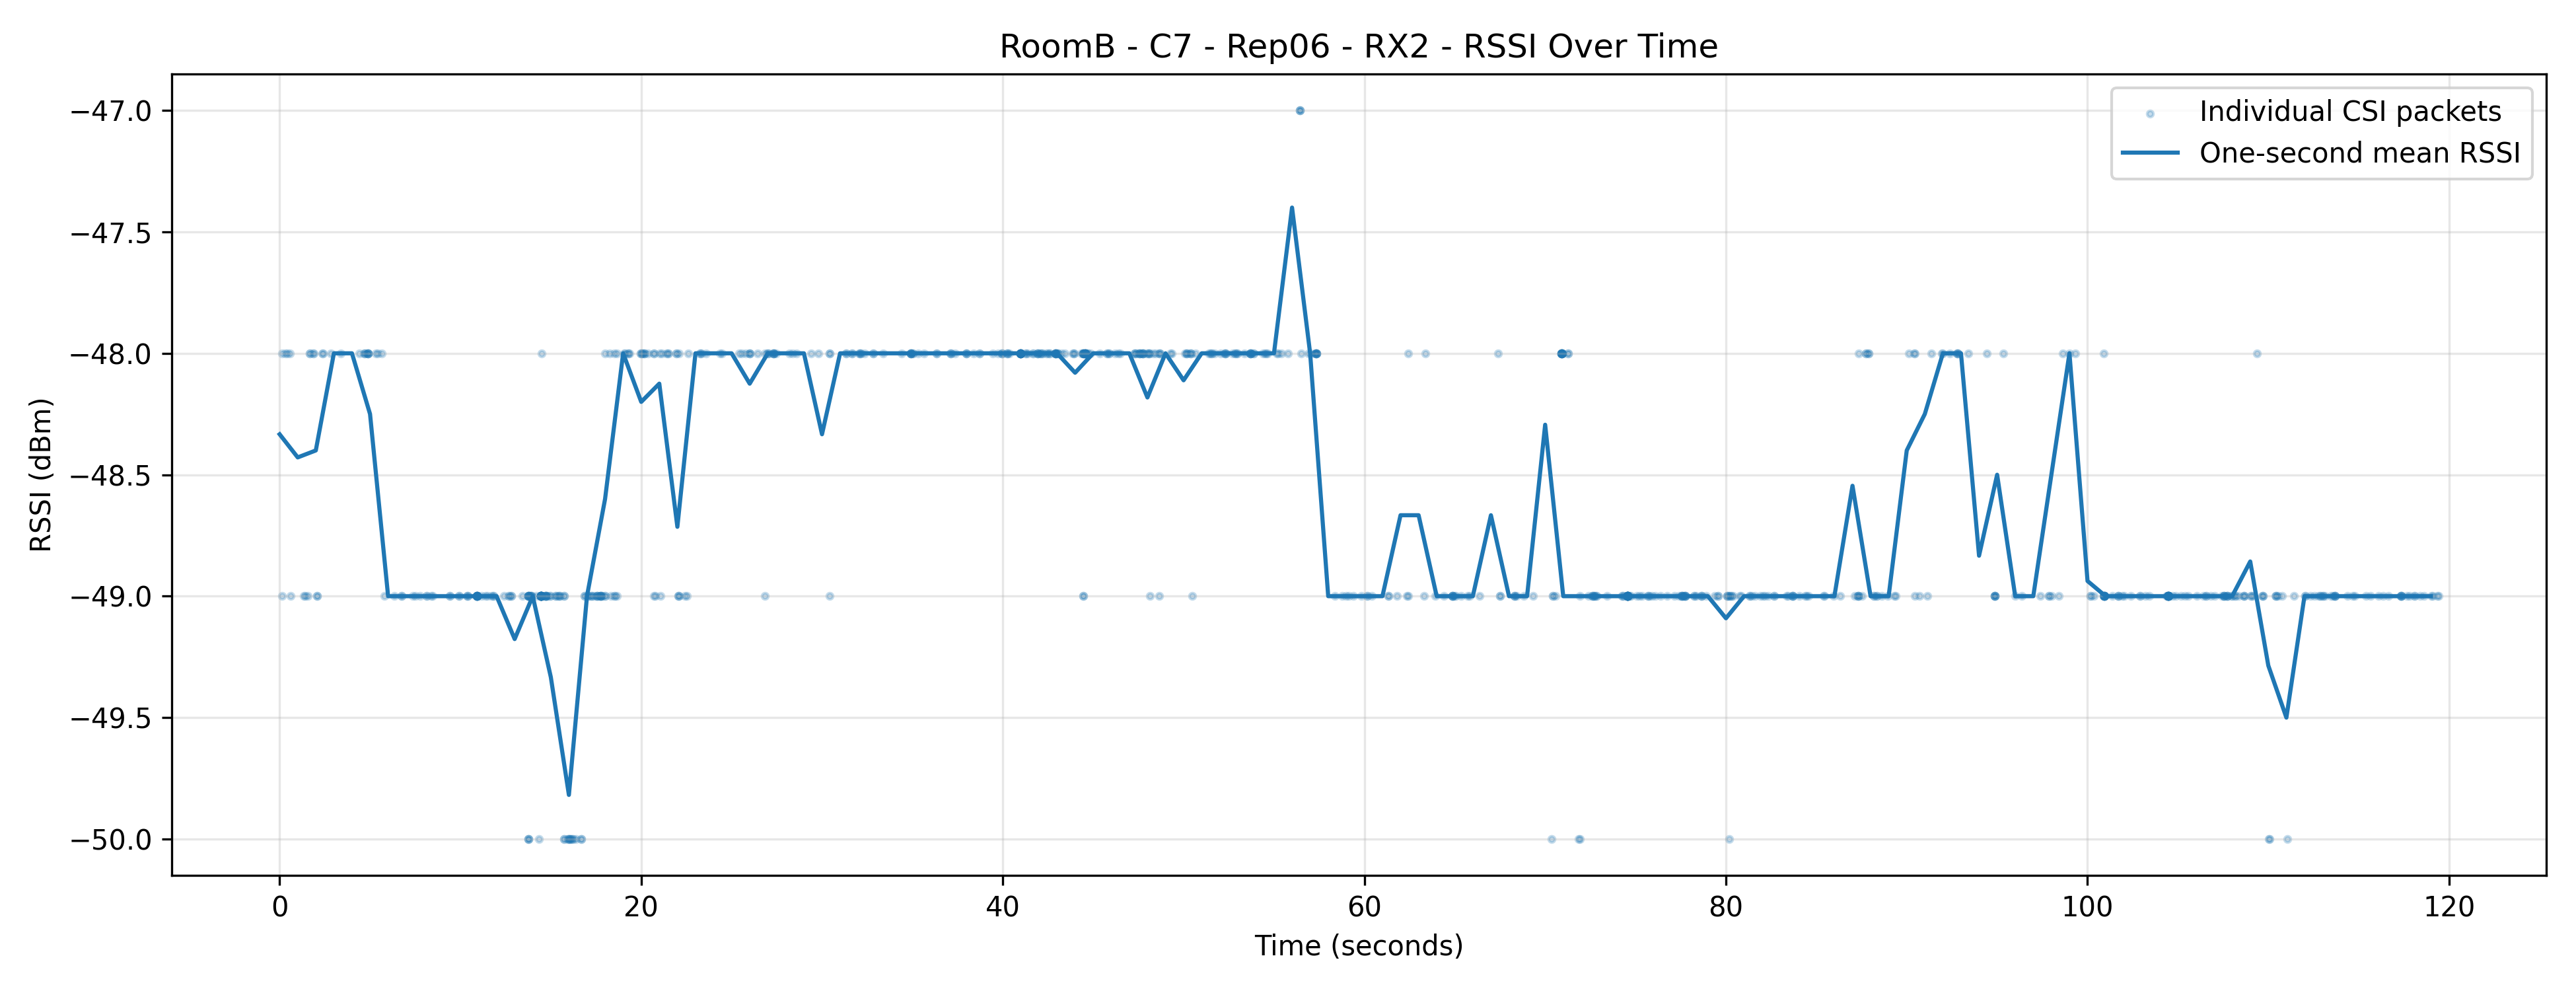 RoomB - C7 - Rep06 - RX2 - RSSI Over Time
Individual CSI packets
One-second mean RSSI
RSSI (dBm)
−47.0
−47.5
−48.0
−48.5
−49.0
−49.5
−50.0
0 20 40 60 80 100 120
Time (seconds)